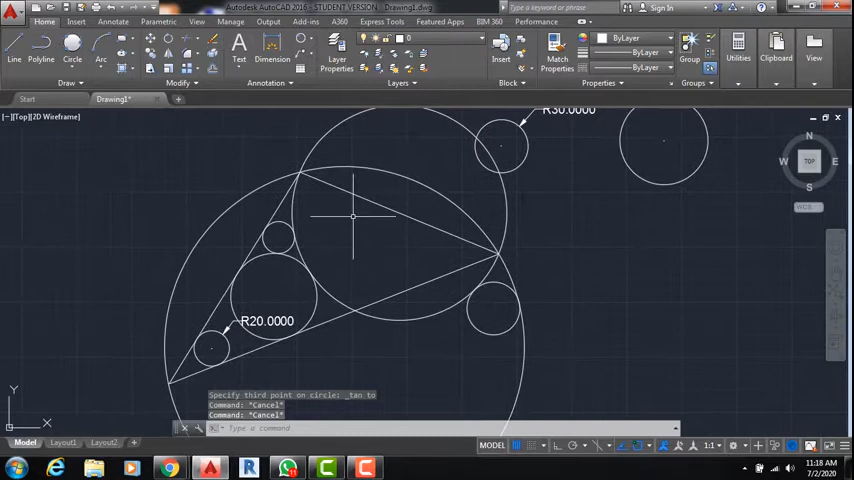 Autodesk AutoCAD 2016 - STUDENT VERSION Drawing1.dwg
Type a keyword or phrase
Sign In
Home Insert Annotate Parametric View Manage Output Add-ins A360 Express Tools Featured Apps BIM 360 Performance
0
ByLayer
ByLayer
ByLayer
Line Polyline Circle Arc Text Dimension Layer Properties Insert Match Properties Group Utilities Clipboard View
Draw Modify Annotation Layers Block Properties Groups
Start Drawing1*
[−][Top][2D Wireframe]
R30.0000
N
W TOP E
S
WCS
R20.0000
Specify third point on circle: _tan to
Command: *Cancel*
Command: *Cancel*
Type a command
Y
X
Model Layout1 Layout2 +
MODEL
1:1
11:18 AM
7/2/2020